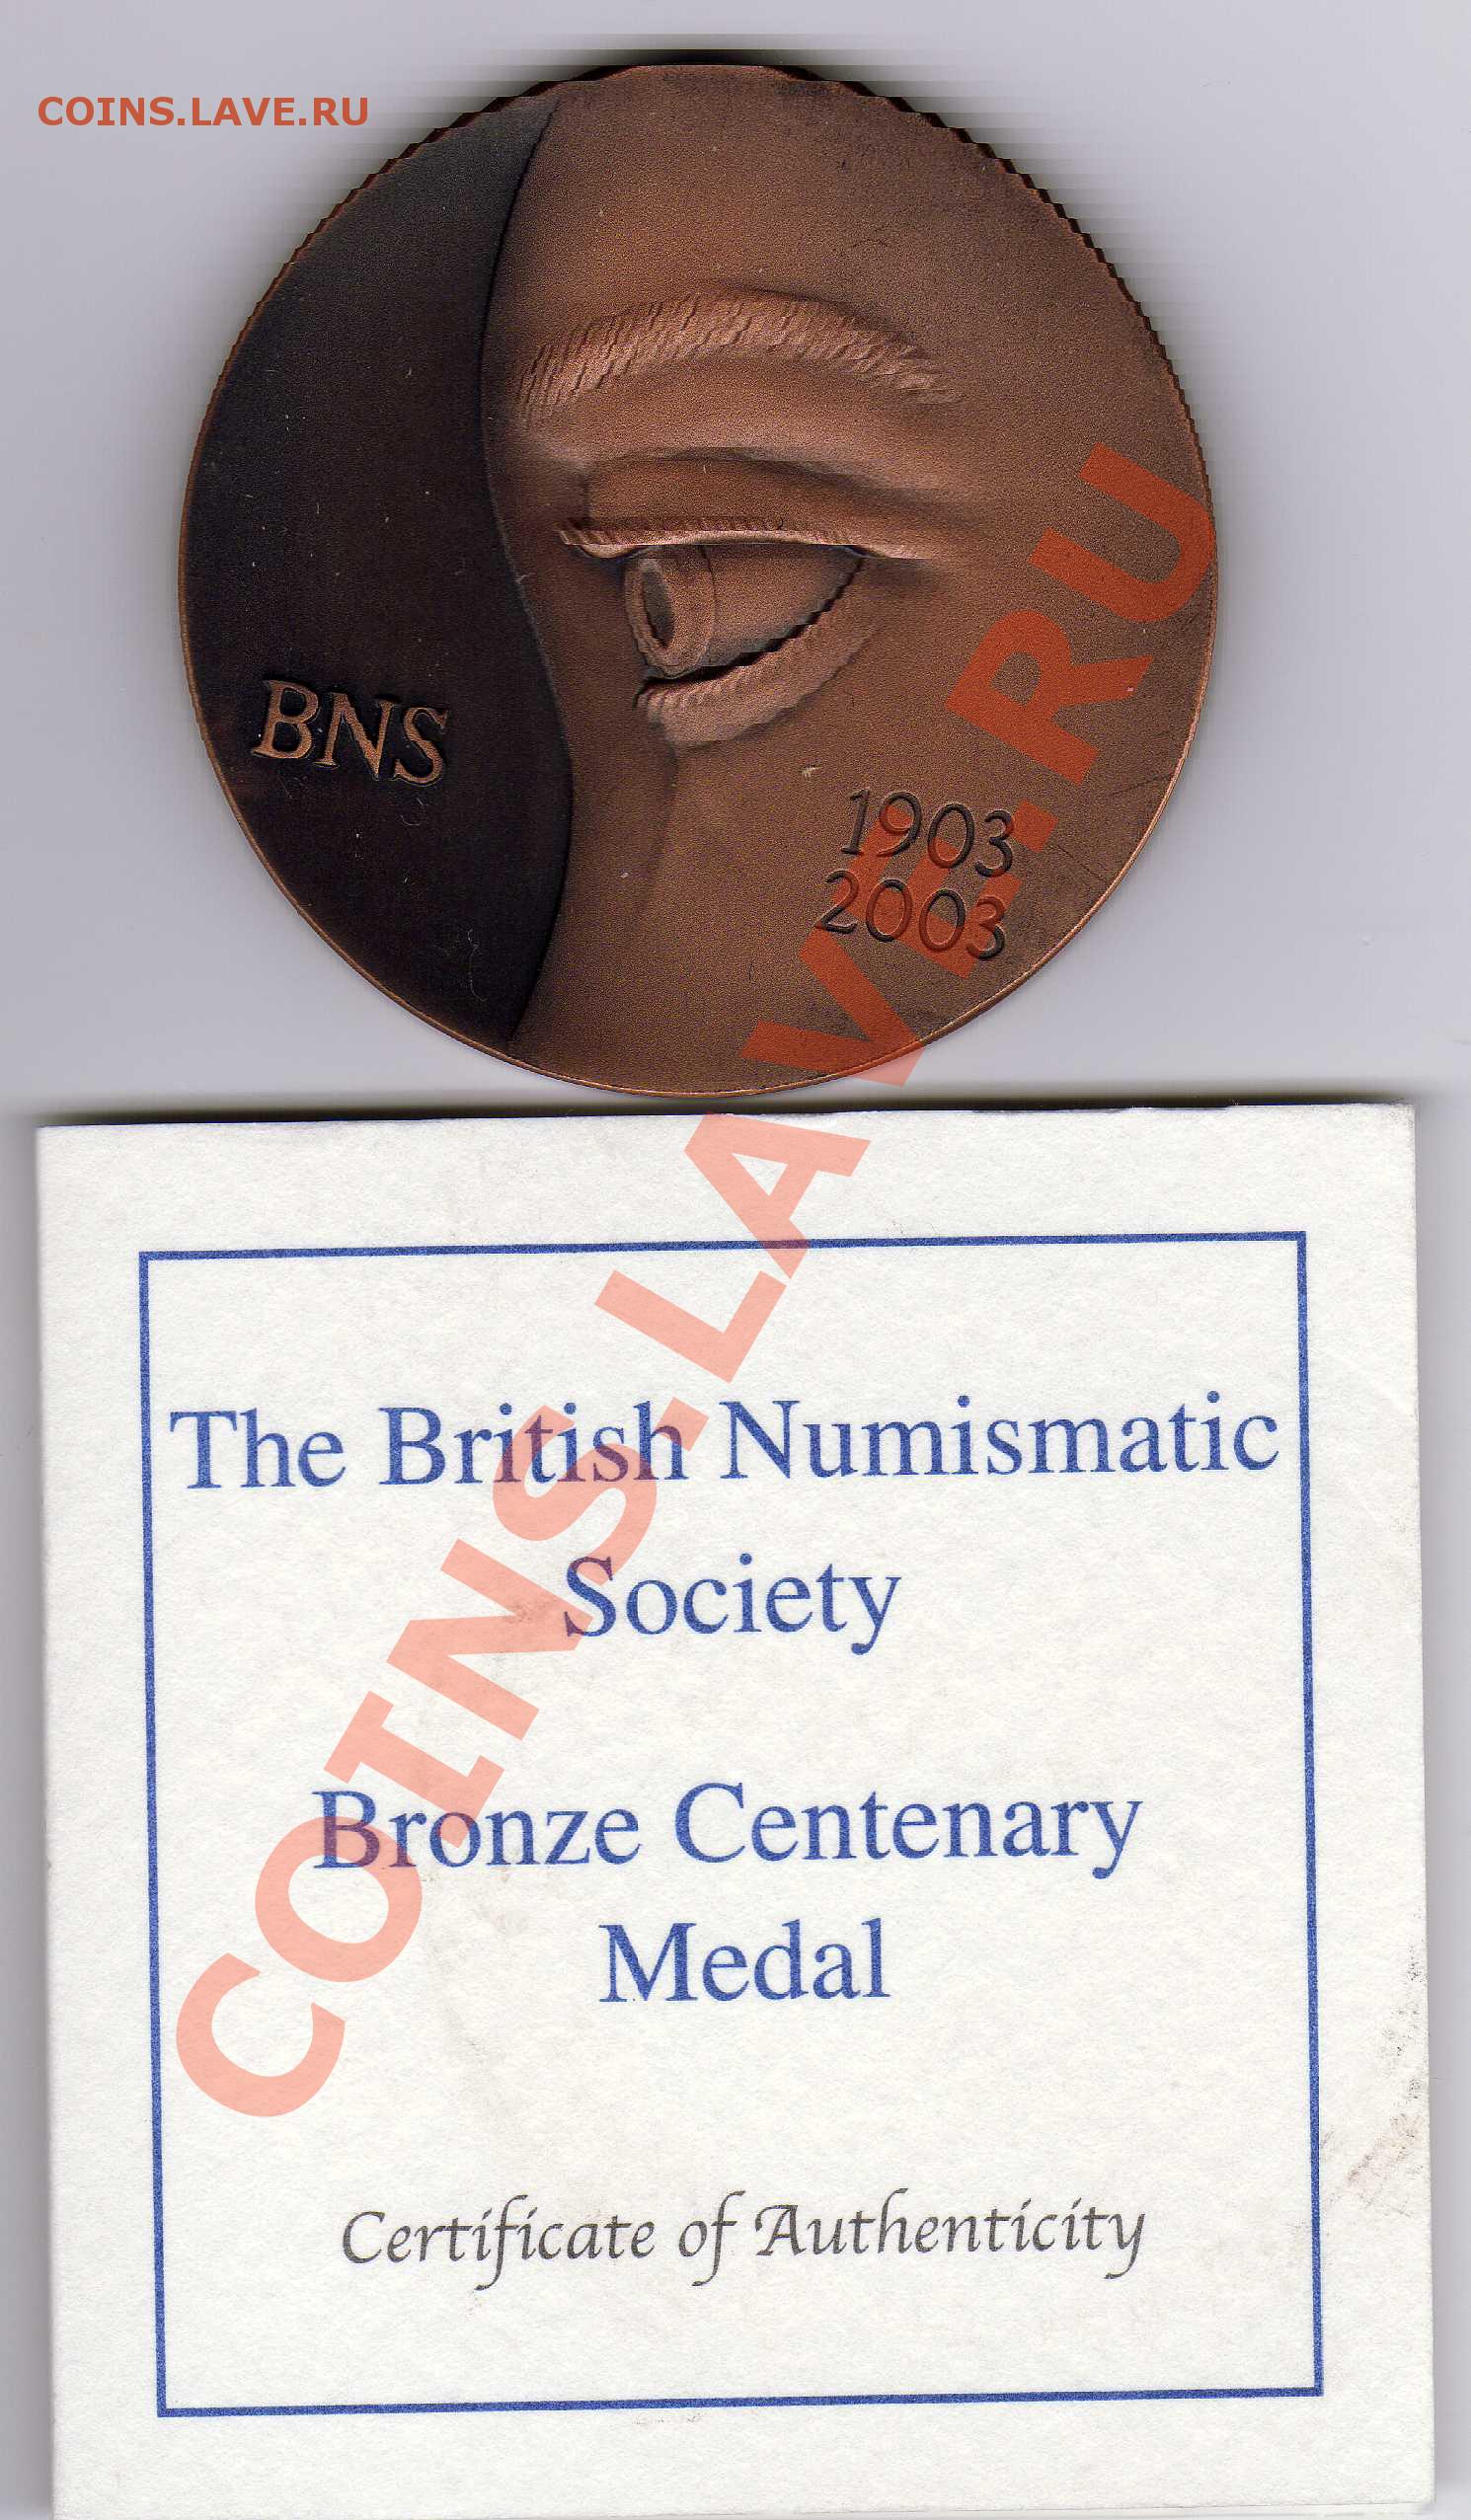 COINS.LAVE.RU
BNS
1903
2003
COINS.LAVE.RU
The British Numismatic
Society
Bronze Centenary
Medal
Certificate of Authenticity